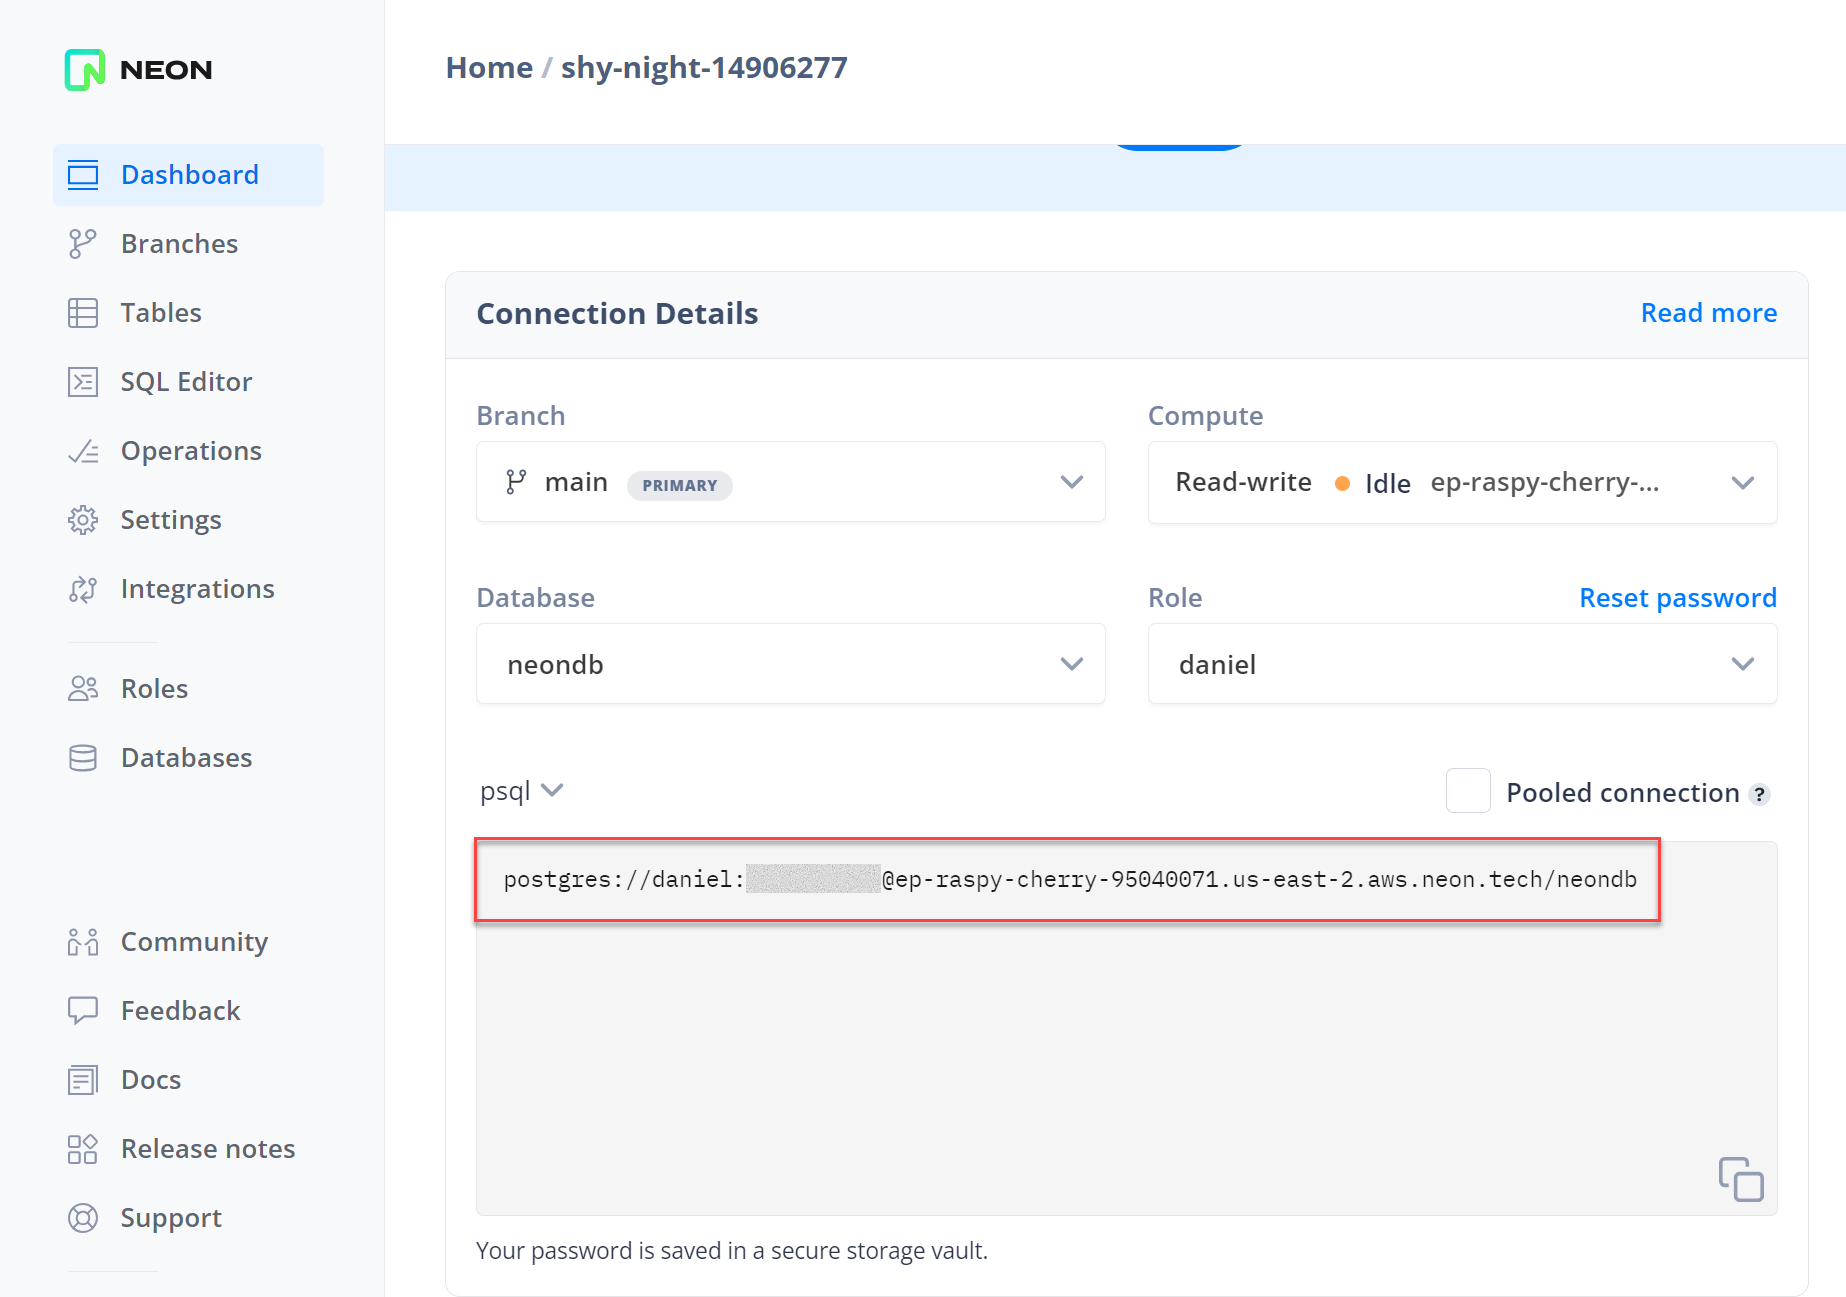 NEON
Home / shy-night-14906277
Dashboard
Branches
Tables
SQL Editor
Operations
Settings
Integrations
Roles
Databases
Community
Feedback
Docs
Release notes
Support
Connection Details
Read more
Branch
main PRIMARY
Compute
Read-write Idle ep-raspy-cherry-...
Database
neondb
Role
Reset password
daniel
psql
Pooled connection ?
postgres://daniel: @ep-raspy-cherry-95040071.us-east-2.aws.neon.tech/neondb
Your password is saved in a secure storage vault.